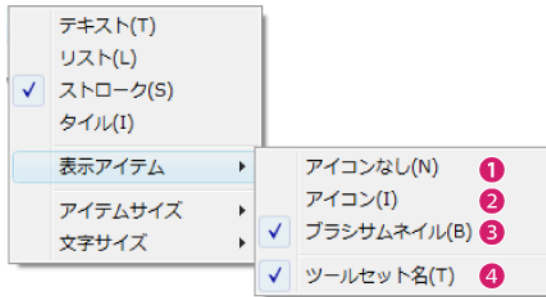 テキスト(T)
リスト(L)
ストローク(S)
タイル(I)
表示アイテム
アイテムサイズ
文字サイズ
アイコンなし(N) 1
アイコン(I) 2
ブラシサムネイル(B) 3
ツールセット名(T) 4